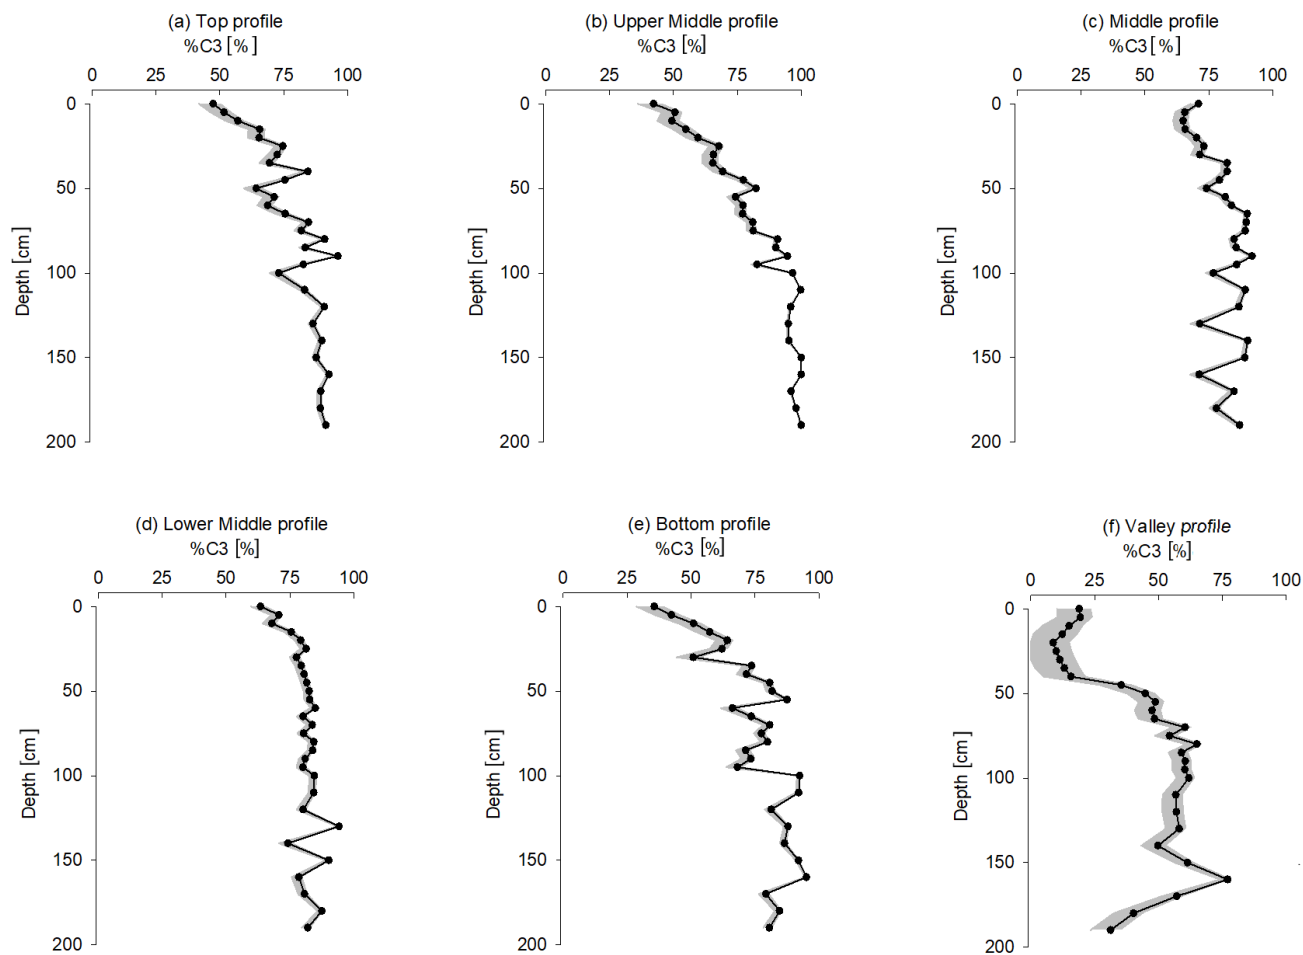 (a) Top profile
%C3 [%]
0 25 50 75 100
0
50
100
150
200
Depth [cm]
(b) Upper Middle profile
%C3 [%]
0 25 50 75 100
0
50
100
150
200
Depth [cm]
(c) Middle profile
%C3 [%]
0 25 50 75 100
0
50
100
150
200
Depth [cm]
(d) Lower Middle profile
%C3 [%]
0 25 50 75 100
0
50
100
150
200
Depth [cm]
(e) Bottom profile
%C3 [%]
0 25 50 75 100
0
50
100
150
200
Depth [cm]
(f) Valley profile
%C3 [%]
0 25 50 75 100
0
50
100
150
200
Depth [cm]